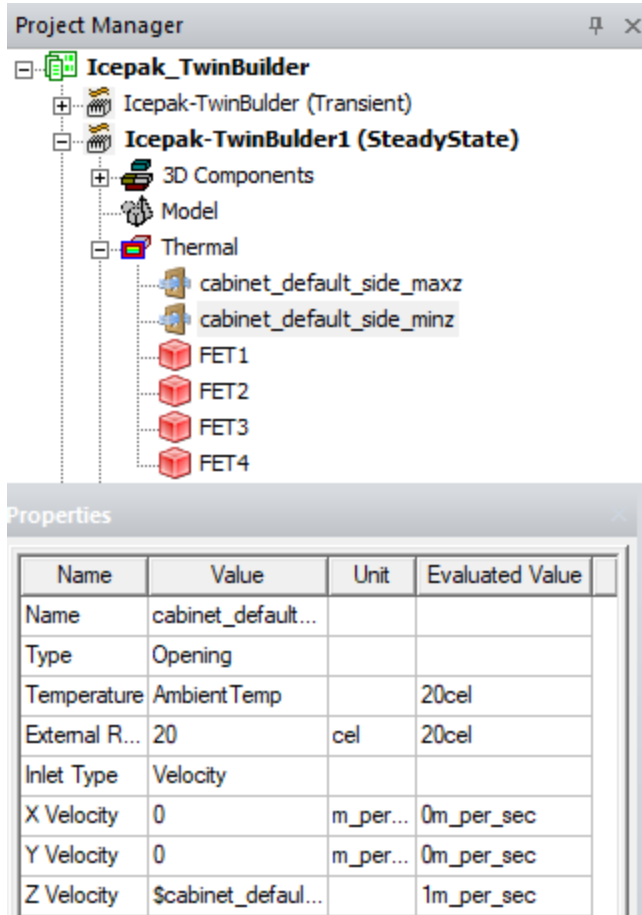 Project Manager
Icepak_TwinBuilder
Icepak-TwinBulder (Transient)
Icepak-TwinBulder1 (SteadyState)
3D Components
Model
Thermal
cabinet_default_side_maxz
cabinet_default_side_minz
FET1
FET2
FET3
FET4
Properties
Name Value Unit Evaluated Value
Name cabinet_default...
Type Opening
Temperature AmbientTemp 20cel
External R... 20 cel 20cel
Inlet Type Velocity
X Velocity 0 m_per... 0m_per_sec
Y Velocity 0 m_per... 0m_per_sec
Z Velocity $cabinet_defaul... 1m_per_sec